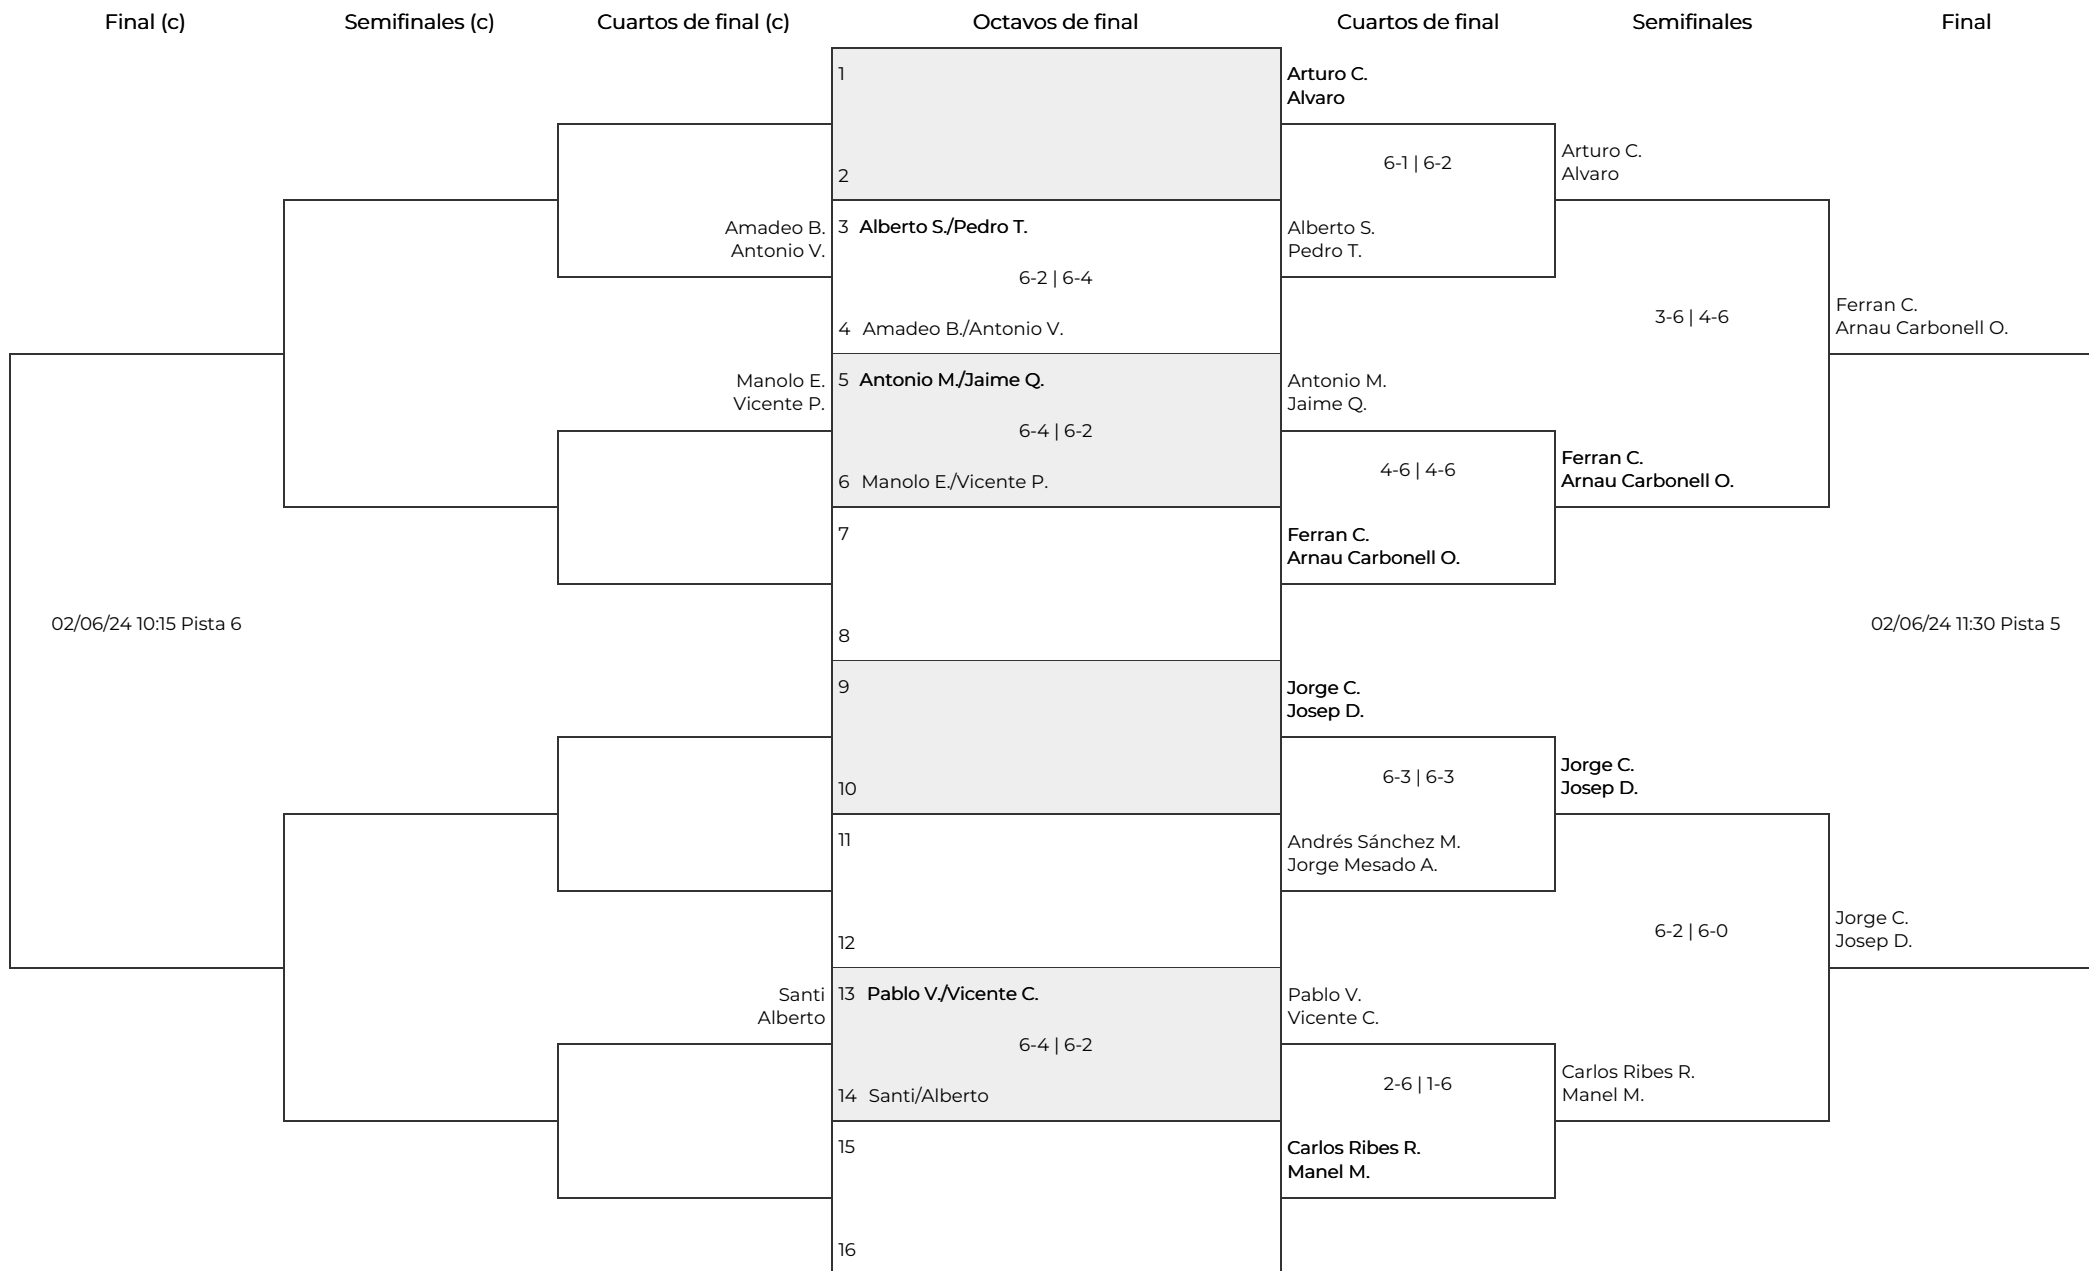 Final (c)
Semifinales (c)
Cuartos de final (c)
Octavos de final
Cuartos de final
Semifinales
Final
Amadeo B.
Antonio V.
Manolo E.
Vicente P.
02/06/24 10:15 Pista 6
Santi
Alberto
1
2
3 Alberto S./Pedro T.
6-2 | 6-4
4 Amadeo B./Antonio V.
5 Antonio M./Jaime Q.
6-4 | 6-2
6 Manolo E./Vicente P.
7
8
9
10
11
12
13 Pablo V./Vicente C.
6-4 | 6-2
14 Santi/Alberto
15
16
Arturo C.
Alvaro
6-1 | 6-2
Alberto S.
Pedro T.
Antonio M.
Jaime Q.
4-6 | 4-6
Ferran C.
Arnau Carbonell O.
Jorge C.
Josep D.
6-3 | 6-3
Andrés Sánchez M.
Jorge Mesado A.
Pablo V.
Vicente C.
2-6 | 1-6
Carlos Ribes R.
Manel M.
Arturo C.
Alvaro
3-6 | 4-6
Ferran C.
Arnau Carbonell O.
Jorge C.
Josep D.
6-2 | 6-0
Carlos Ribes R.
Manel M.
Ferran C.
Arnau Carbonell O.
02/06/24 11:30 Pista 5
Jorge C.
Josep D.